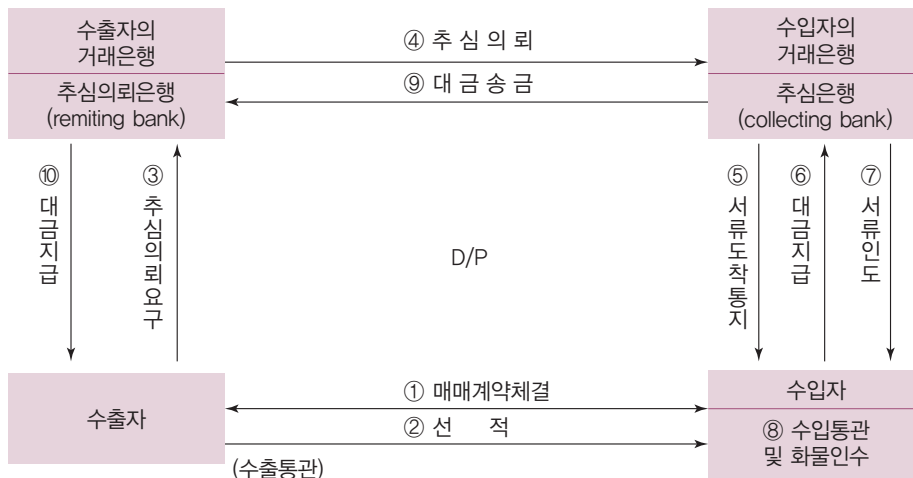 수출자의
거래은행
추심의뢰은행
(remiting bank)
④ 추 심 의 뢰
⑨ 대 금 송 금
수입자의
거래은행
추심은행
(collecting bank)
⑩ 대금지급
③ 추심의뢰요구
D/P
⑤ 서류도착통지
⑥ 대금지급
⑦ 서류인도
수출자
① 매매계약체결
② 선 적
(수출통관)
수입자
⑧ 수입통관
및 화물인수